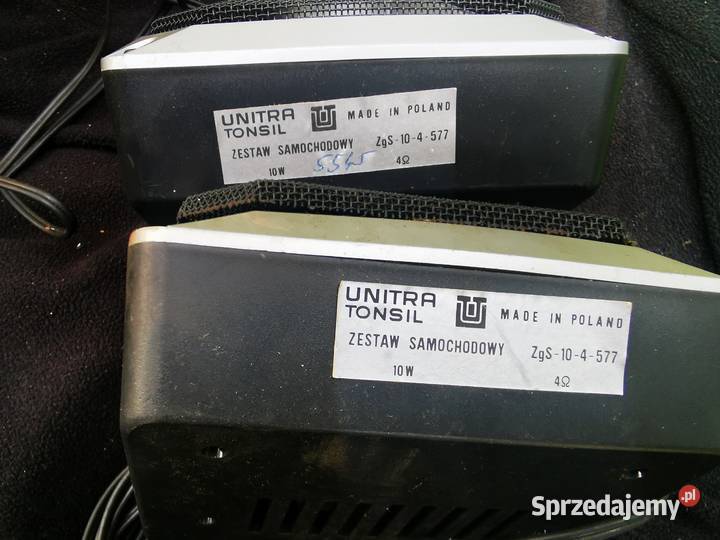 UNITRA
TONSIL
MADE IN POLAND
ZESTAW SAMOCHODOWY ZgS-10-4-577
10W 5545 4Ω
UNITRA
TONSIL
MADE IN POLAND
ZESTAW SAMOCHODOWY ZgS-10-4-577
10W 4Ω
Sprzedajemy.pl